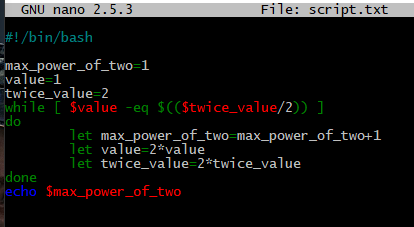 GNU nano 2.5.3 File: script.txt
#!/bin/bash
max_power_of_two=1
value=1
twice_value=2
while [ $value -eq $(($twice_value/2)) ]
do
let max_power_of_two=max_power_of_two+1
let value=2*value
let twice_value=2*twice_value
done
echo $max_power_of_two